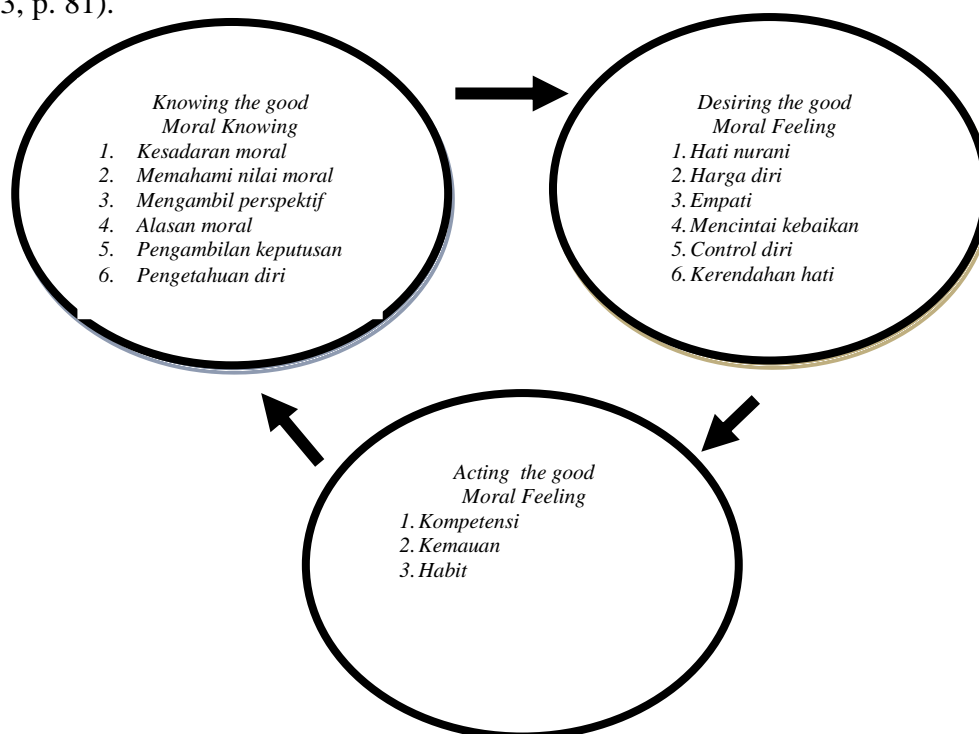 3, p. 81).
Knowing the good
Moral Knowing
1. Kesadaran moral
2. Memahami nilai moral
3. Mengambil perspektif
4. Alasan moral
5. Pengambilan keputusan
6. Pengetahuan diri
Desiring the good
Moral Feeling
1. Hati nurani
2. Harga diri
3. Empati
4. Mencintai kebaikan
5. Control diri
6. Kerendahan hati
Acting the good
Moral Feeling
1. Kompetensi
2. Kemauan
3. Habit